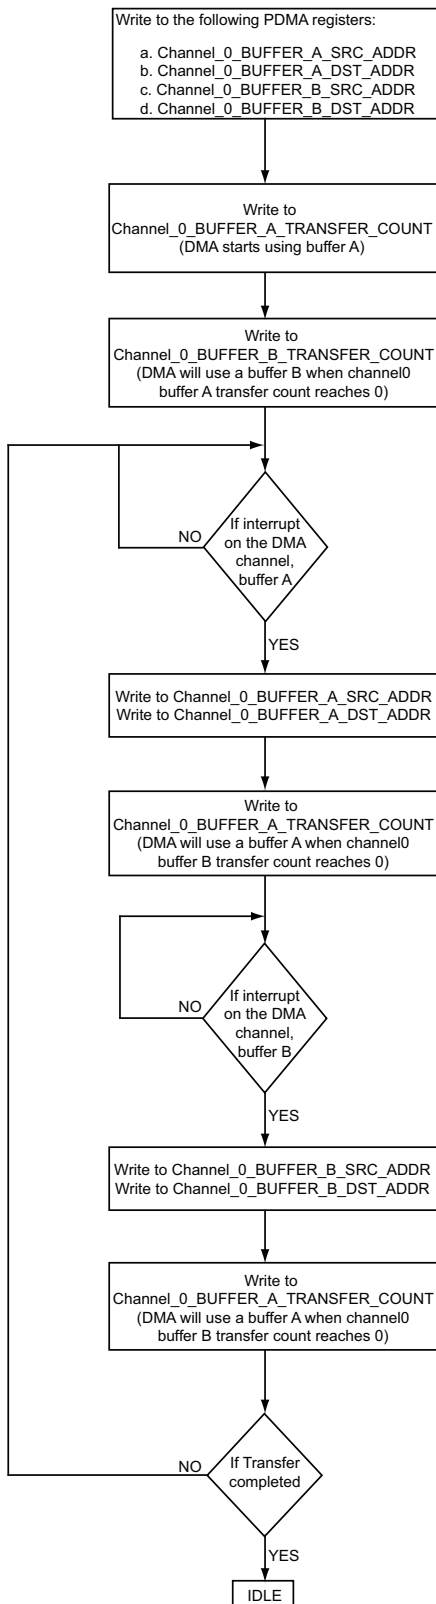 Write to the following PDMA registers:
a. Channel_0_BUFFER_A_SRC_ADDR
b. Channel_0_BUFFER_A_DST_ADDR
c. Channel_0_BUFFER_B_SRC_ADDR
d. Channel_0_BUFFER_B_DST_ADDR
Write to
Channel_0_BUFFER_A_TRANSFER_COUNT
(DMA starts using buffer A)
Write to
Channel_0_BUFFER_B_TRANSFER_COUNT
(DMA will use a buffer B when channel0
buffer A transfer count reaches 0)
If interrupt
on the DMA
channel,
buffer A
NO
YES
Write to Channel_0_BUFFER_A_SRC_ADDR
Write to Channel_0_BUFFER_A_DST_ADDR
Write to
Channel_0_BUFFER_A_TRANSFER_COUNT
(DMA will use a buffer A when channel0
buffer B transfer count reaches 0)
If interrupt
on the DMA
channel,
buffer B
NO
YES
Write to Channel_0_BUFFER_B_SRC_ADDR
Write to Channel_0_BUFFER_B_DST_ADDR
Write to
Channel_0_BUFFER_A_TRANSFER_COUNT
(DMA will use a buffer A when channel0
buffer B transfer count reaches 0)
If Transfer
completed
NO
YES
IDLE